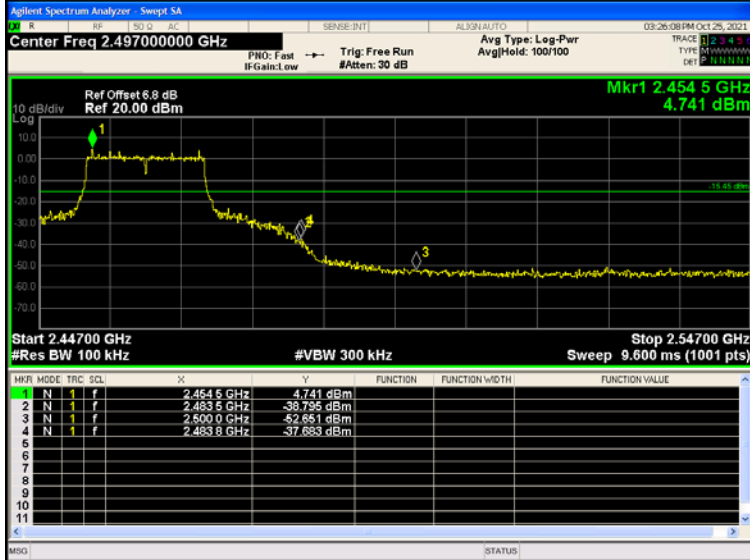 Agilent Spectrum Analyzer - Swept SA
R RF 50 Ω AC SENSE:INT ALIGN AUTO 03:26:08 PM Oct 25, 2021
Center Freq 2.497000000 GHz
PNO: Fast
IFGain:Low
Trig: Free Run
#Atten: 30 dB
Avg Type: Log-Pwr
Avg|Hold: 100/100
TRACE 1 2 3 4 5
TYPE M
DET P N N N N
Mkr1 2.454 5 GHz
4.741 dBm
Ref Offset 6.8 dB
10 dB/div Ref 20.00 dBm
Log
1
10.0
0.00
-10.0
-15.45 dBm
-20.0
-30.0
-40.0
3
-50.0
-60.0
-70.0
Start 2.44700 GHz Stop 2.54700 GHz
#Res BW 100 kHz #VBW 300 kHz Sweep 9.600 ms (1001 pts)
MKR MODE TRC SCL X Y FUNCTION FUNCTION WIDTH FUNCTION VALUE
1 N 1 f 2.454 5 GHz 4.741 dBm
2 N 1 f 2.483 5 GHz -38.795 dBm
3 N 1 f 2.500 0 GHz -52.651 dBm
4 N 1 f 2.483 8 GHz -37.683 dBm
5
6
7
8
9
10
11
MSG STATUS